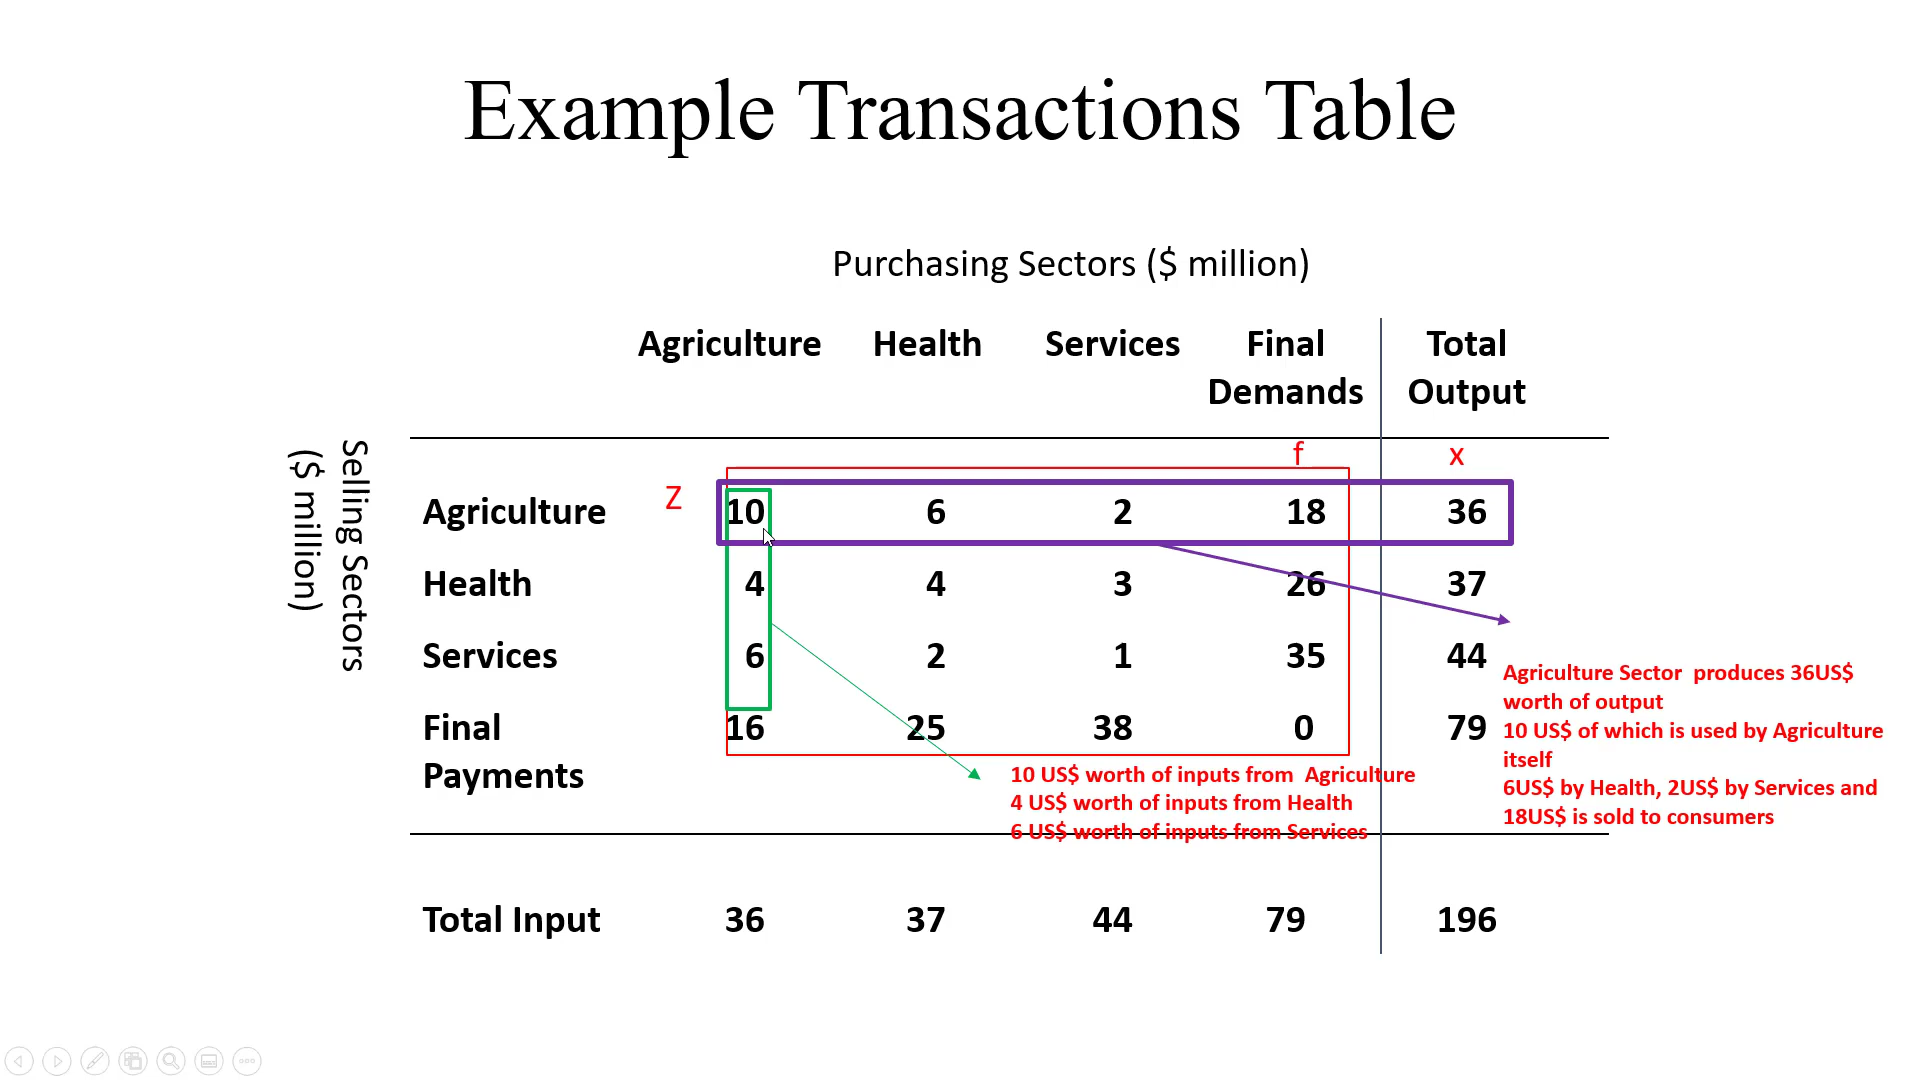 Example Transactions Table
Purchasing Sectors ($ million)
Agriculture Health Services Final Demands Total Output
Selling Sectors
($ million)
f x
Z
Agriculture 10 6 2 18 36
Health 4 4 3 26 37
Services 6 2 1 35 44
Final Payments 16 25 38 0 79
Agriculture Sector produces 36US$
worth of output
10 US$ of which is used by Agriculture
itself
6US$ by Health, 2US$ by Services and
18US$ is sold to consumers
10 US$ worth of inputs from Agriculture
4 US$ worth of inputs from Health
6 US$ worth of inputs from Services
Total Input 36 37 44 79 196